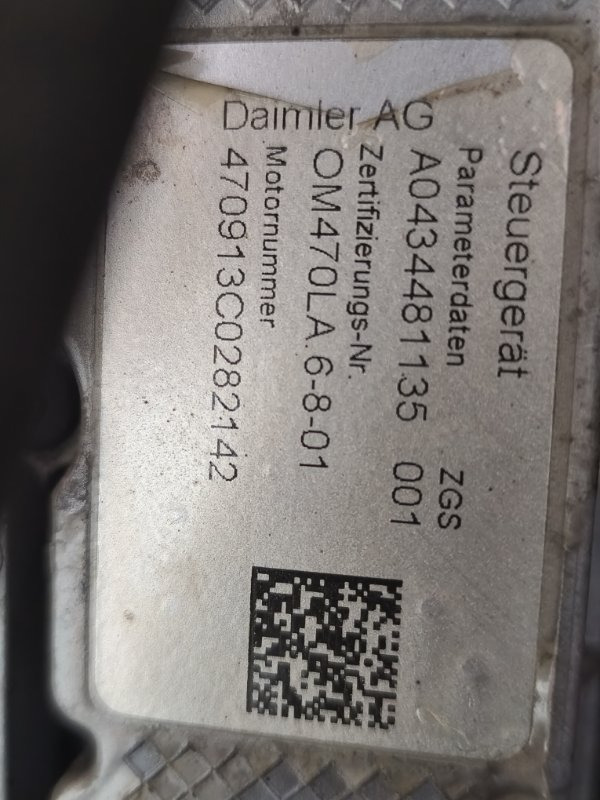 Daimler AG
Steuergerät
Parameterdaten ZGS
A0434481135 001
Zertifizierungs-Nr.
OM470LA.6-8-01
Motornummer
470913C0282142